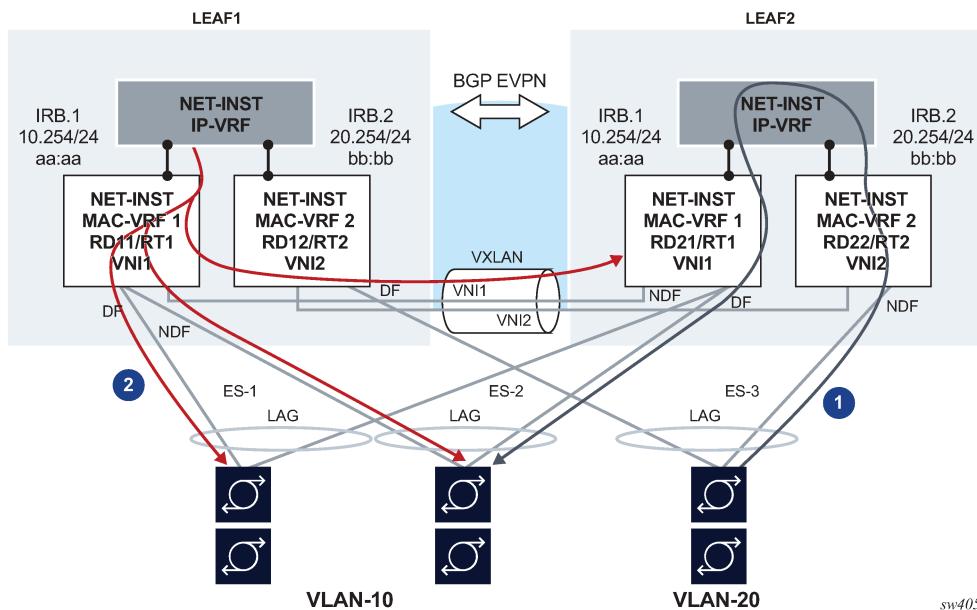 LEAF1
LEAF2
BGP EVPN
NET-INST
IP-VRF
IRB.1
10.254/24
aa:aa
IRB.2
20.254/24
bb:bb
NET-INST
IP-VRF
IRB.1
10.254/24
aa:aa
IRB.2
20.254/24
bb:bb
NET-INST
MAC-VRF 1
RD11/RT1
VNI1
NET-INST
MAC-VRF 2
RD12/RT2
VNI2
NET-INST
MAC-VRF 1
RD21/RT1
VNI1
NET-INST
MAC-VRF 2
RD22/RT2
VNI2
VXLAN
VNI1
VNI2
DF
NDF
DF
NDF
DF
NDF
2
1
ES-1
ES-2
ES-3
LAG
LAG
LAG
VLAN-10
VLAN-20
sw405